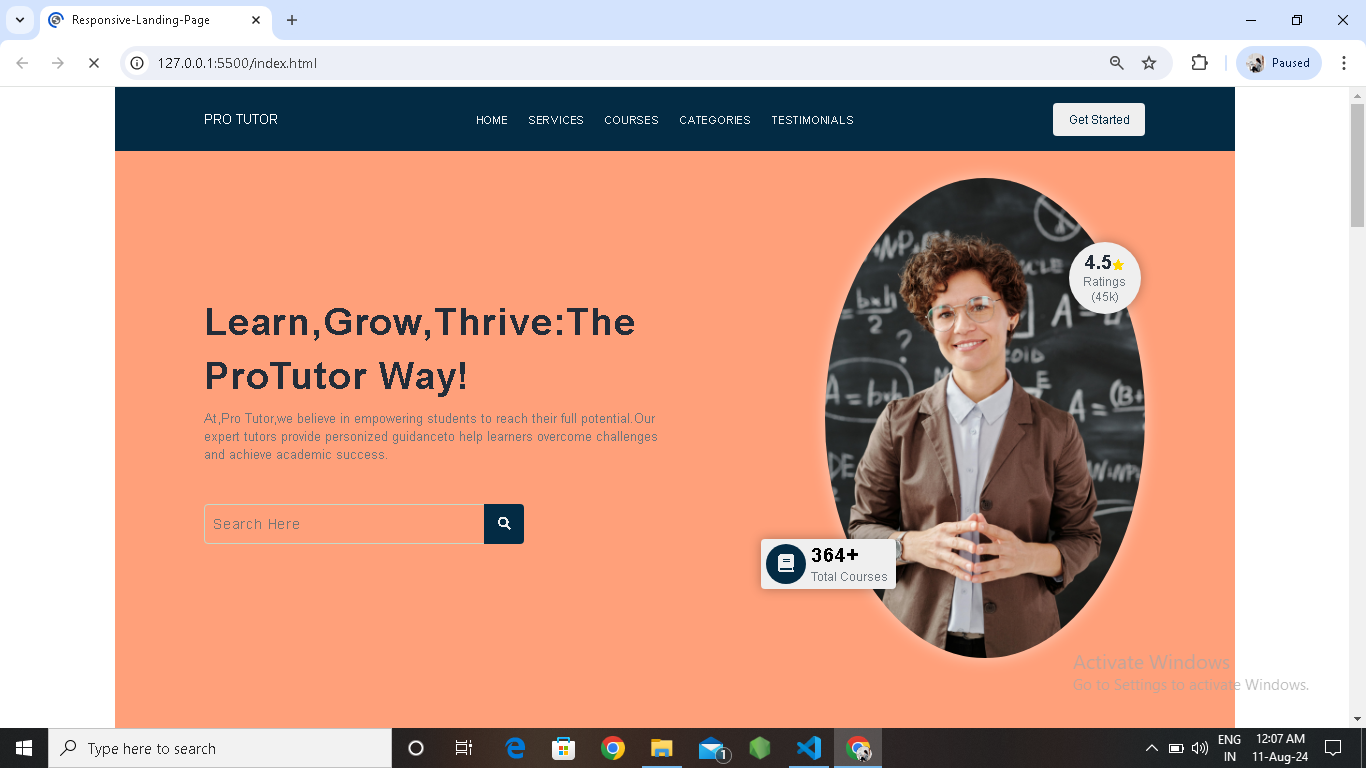 Responsive-Landing-Page
127.0.0.1:5500/index.html
Paused
PRO TUTOR
HOME SERVICES COURSES CATEGORIES TESTIMONIALS
Get Started
4.5
Ratings
(45k)
Learn,Grow,Thrive:The
ProTutor Way!
At,Pro Tutor,we believe in empowering students to reach their full potential.Our
expert tutors provide personized guidanceto help learners overcome challenges
and achieve academic success.
Search Here
364+
Total Courses
Activate Windows
Go to Settings to activate Windows.
Type here to search
1
ENG
IN
12:07 AM
11-Aug-24